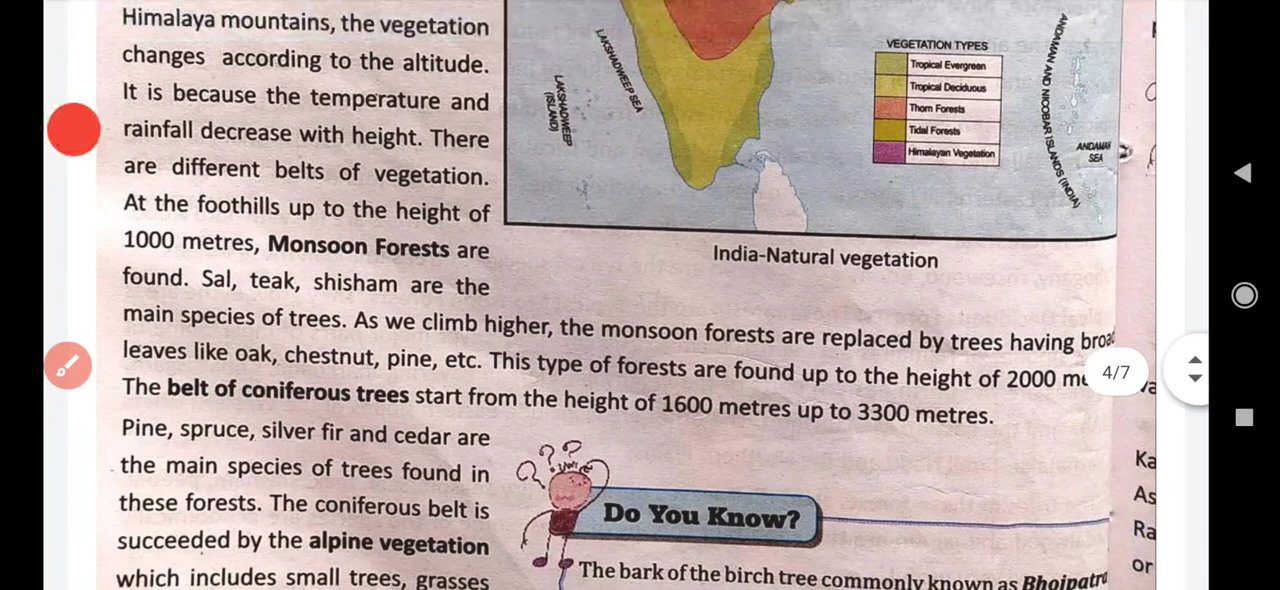 Himalaya mountains, the vegetation
changes according to the altitude.
It is because the temperature and
rainfall decrease with height. There
are different belts of vegetation.
At the foothills up to the height of
1000 metres, Monsoon Forests are
found. Sal, teak, shisham are the
main species of trees. As we climb higher, the monsoon forests are replaced by trees having broa
leaves like oak, chestnut, pine, etc. This type of forests are found up to the height of 2000 me
The belt of coniferous trees start from the height of 1600 metres up to 3300 metres.
Pine, spruce, silver fir and cedar are
the main species of trees found in
these forests. The coniferous belt is
succeeded by the alpine vegetation
which includes small trees, grasses
LAKSHADWEEP SEA
LAKSHADWEEP
(ISLAND)
VEGETATION TYPES
Tropical Evergreen
Tropical Deciduous
Thorn Forests
Tidal Forests
Himalayan Vegetation
ANDAMAN AND NICOBAR ISLANDS (INDIA)
ANDAMAN
SEA
India-Natural vegetation
4/7
Do You Know?
The bark of the birch tree commonly known as Bhojpatra
Ka
As
Ra
or